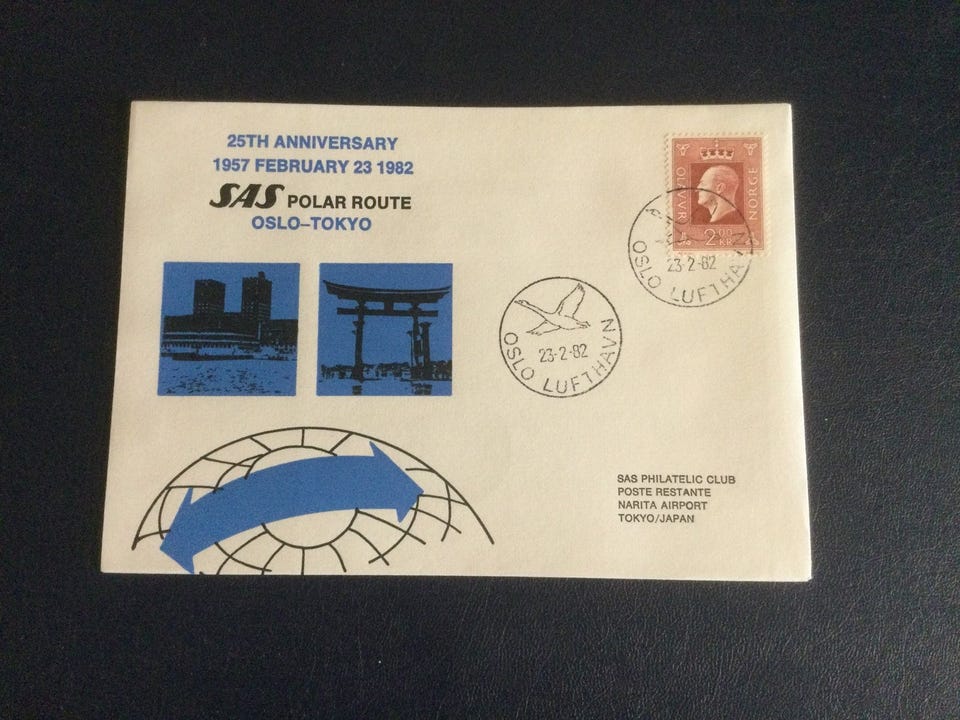 25TH ANNIVERSARY
1957 FEBRUARY 23 1982
SAS POLAR ROUTE
OSLO–TOKYO
OLAV VR
NORGE
2.00
KR
23-2-82
OSLO LUFTHAVN
23-2-82
OSLO LUFTHAVN
SAS PHILATELIC CLUB
POSTE RESTANTE
NARITA AIRPORT
TOKYO/JAPAN